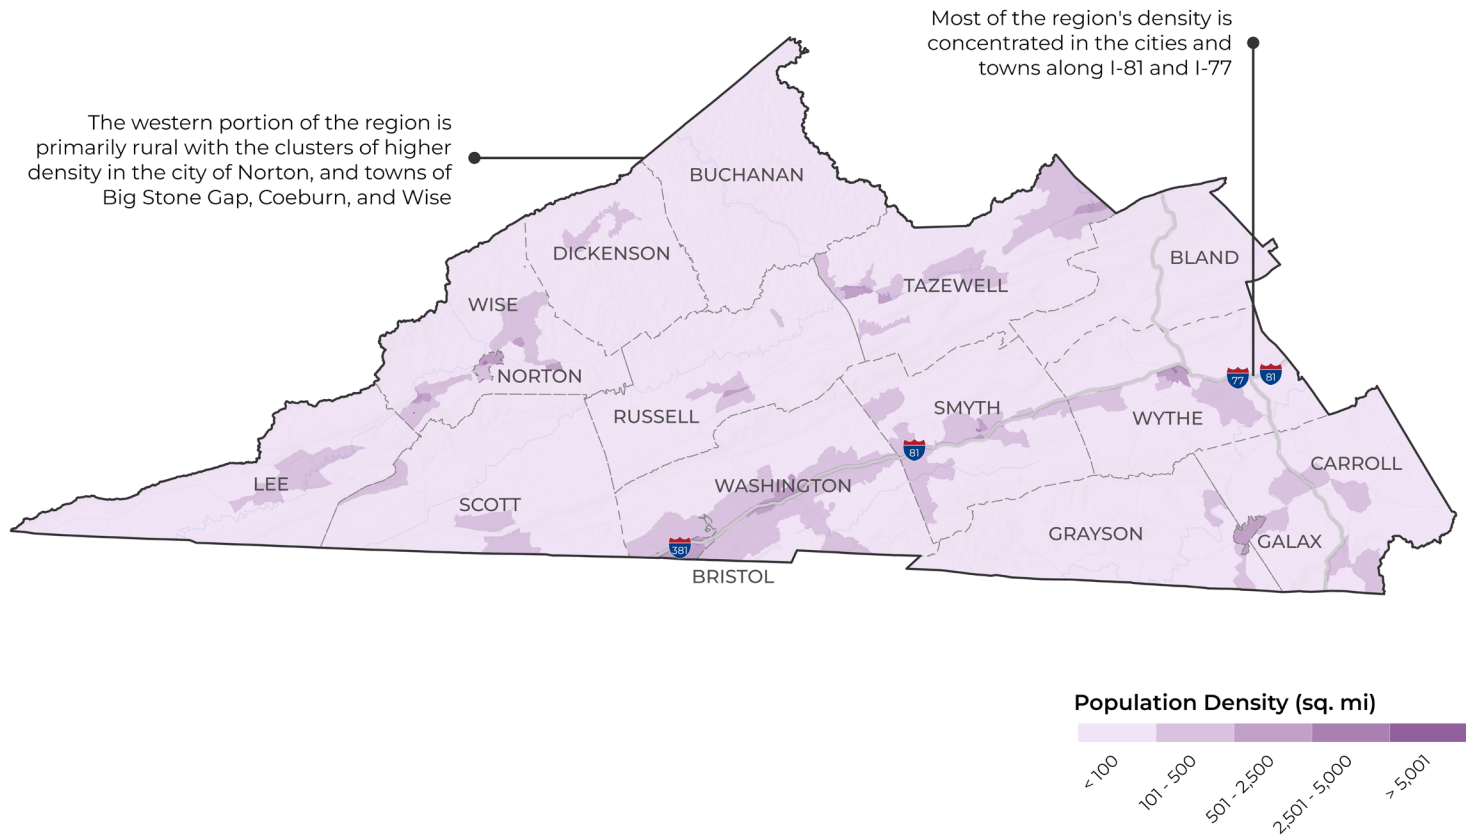 Most of the region's density is
concentrated in the cities and
towns along I-81 and I-77
The western portion of the region is
primarily rural with the clusters of higher
density in the city of Norton, and towns of
Big Stone Gap, Coeburn, and Wise
BUCHANAN
DICKENSON
BLAND
TAZEWELL
WISE
NORTON
77
81
RUSSELL
SMYTH
WYTHE
81
CARROLL
LEE
WASHINGTON
SCOTT
GRAYSON
GALAX
381
BRISTOL
Population Density (sq. mi)
< 100
101 - 500
501 - 2,500
2,501 - 5,000
> 5,001